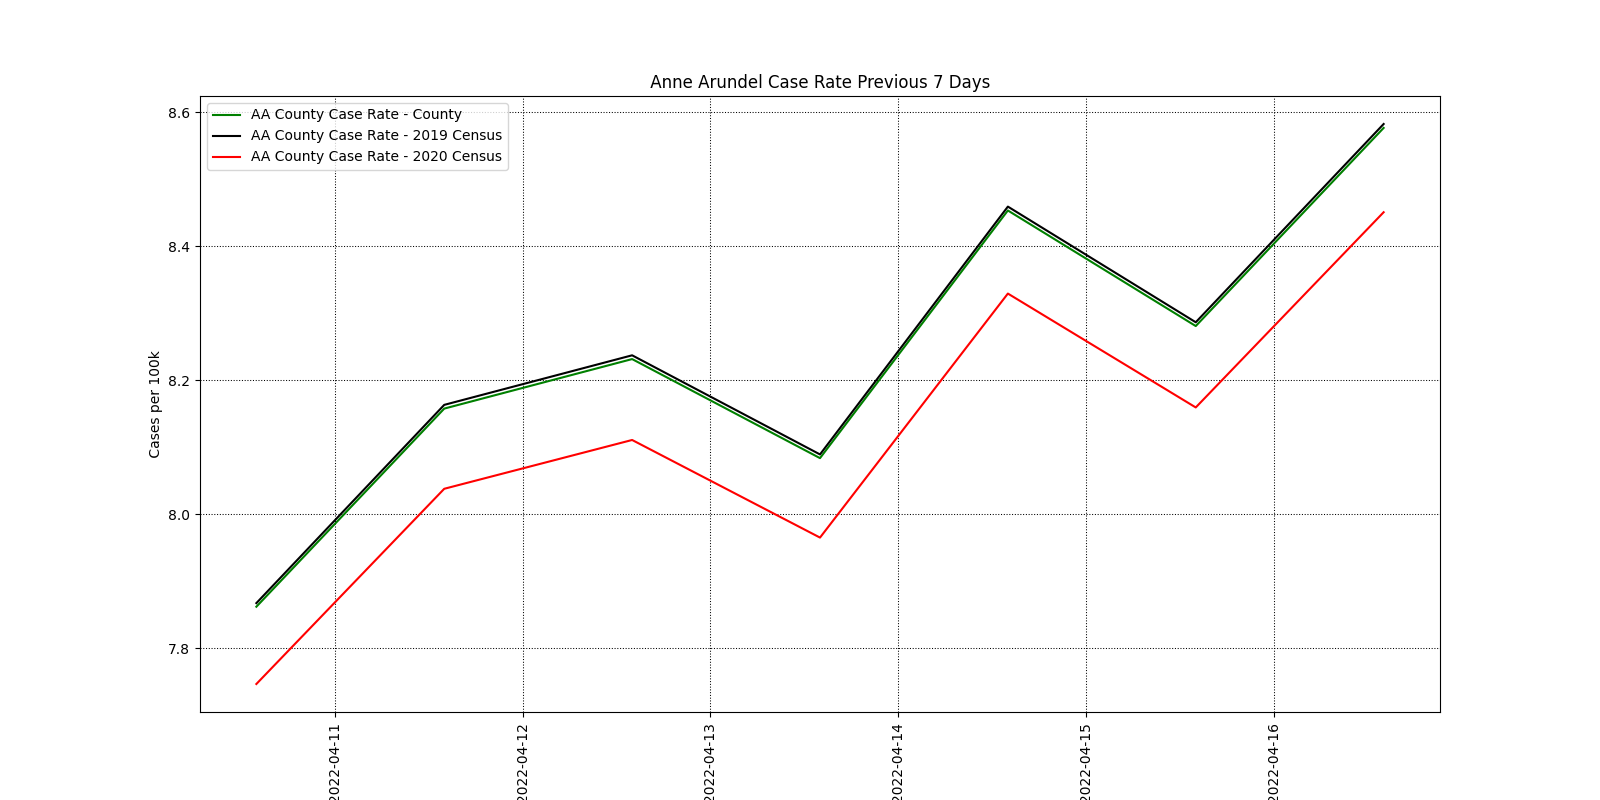 Anne Arundel Case Rate Previous 7 Days
AA County Case Rate - County
AA County Case Rate - 2019 Census
AA County Case Rate - 2020 Census
Cases per 100k
8.6
8.4
8.2
8.0
7.8
2022-04-11
2022-04-12
2022-04-13
2022-04-14
2022-04-15
2022-04-16